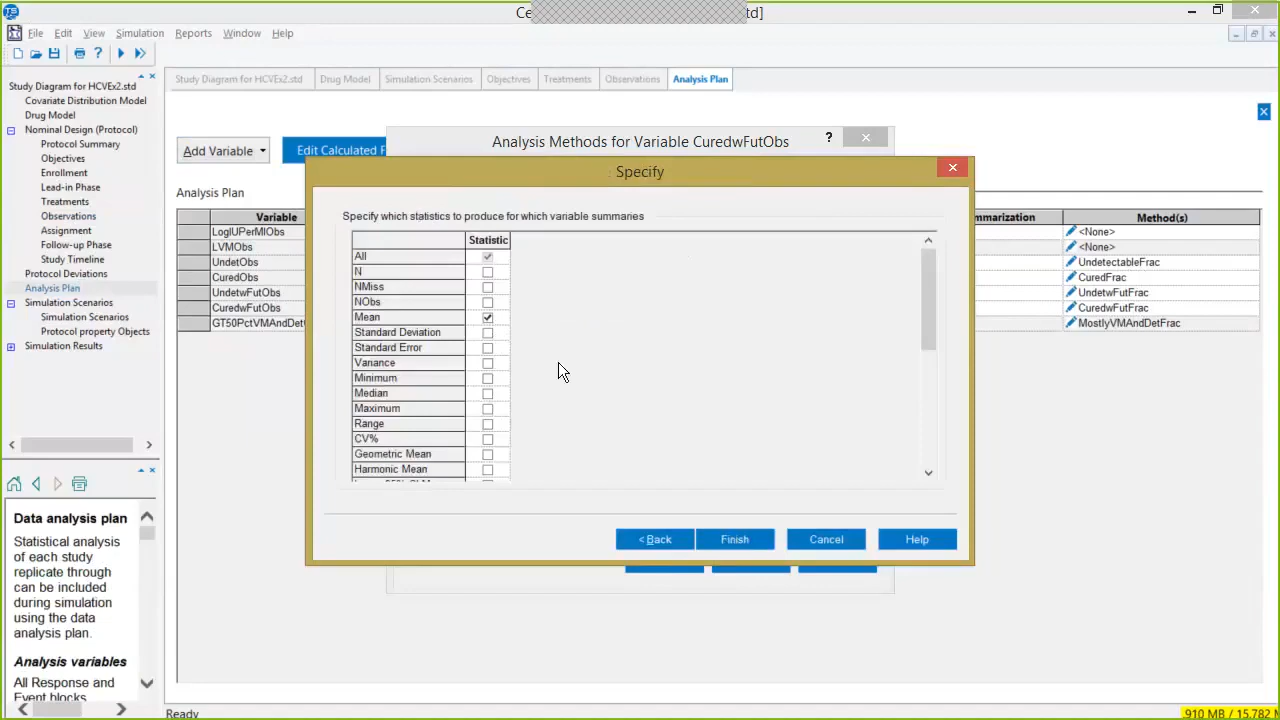 TS
Ce
td]
File Edit View Simulation Reports Window Help
Study Diagram for HCVEx2.std
Covariate Distribution Model
Drug Model
Nominal Design (Protocol)
Protocol Summary
Objectives
Enrollment
Lead-in Phase
Treatments
Observations
Assignment
Follow-up Phase
Study Timeline
Protocol Deviations
Analysis Plan
Simulation Scenarios
Simulation Scenarios
Protocol property Objects
Simulation Results
Data analysis plan
Statistical analysis
of each study
replicate through
can be included
during simulation
using the data
analysis plan.
Analysis variables
All Response and
Event blocks
Study Diagram for HCVEx2.std Drug Model Simulation Scenarios Objectives Treatments Observations Analysis Plan
Add Variable Edit Calculated F
Analysis Plan
Variable mmarization Method(s)
LogIUPerMlObs <None>
LVMObs <None>
UndetObs UndetectableFrac
CuredObs CuredFrac
UndetwFutObs UndetwFutFrac
CuredwFutObs CuredwFutFrac
GT50PctVMAndDet MostlyVMAndDetFrac
Analysis Methods for Variable CuredwFutObs ?
Specify
Specify which statistics to produce for which variable summaries
Statistic
All
N
NMiss
NObs
Mean
Standard Deviation
Standard Error
Variance
Minimum
Median
Maximum
Range
CV%
Geometric Mean
Harmonic Mean
< Back Finish Cancel Help
Ready 910 MB / 15,782 M